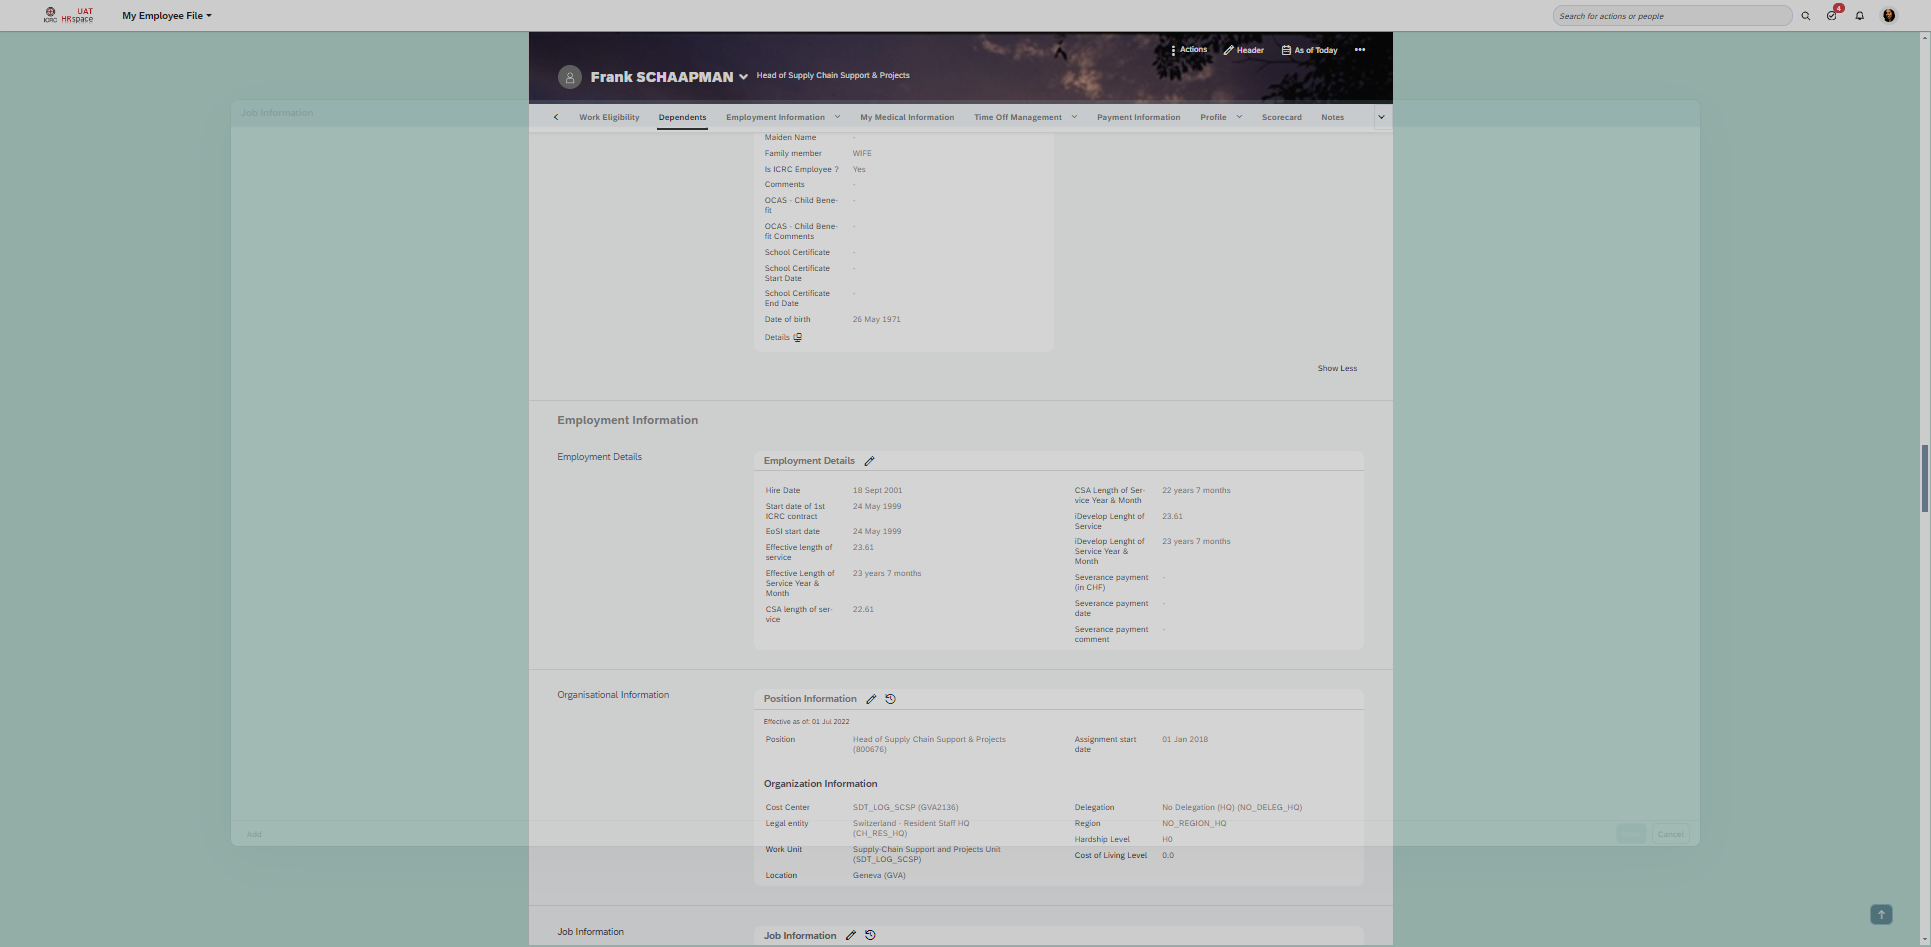 ICRC
UAT
HRspace
My Employee File
Search for actions or people
4
Actions
Header
As of Today
Frank SCHAAPMAN
Head of Supply Chain Support & Projects
Work Eligibility
Dependents
Employment Information
My Medical Information
Time Off Management
Payment Information
Profile
Scorecard
Notes
Job Information
Maiden Name -
Family member WIFE
Is ICRC Employee ? Yes
Comments -
OCAS - Child Bene- -
fit
OCAS - Child Bene- -
fit Comments
School Certificate -
School Certificate -
Start Date
School Certificate -
End Date
Date of birth 26 May 1971
Details
Show Less
Employment Information
Employment Details
Employment Details
Hire Date 18 Sept 2001
Start date of 1st 24 May 1999
ICRC contract
EoSI start date 24 May 1999
Effective length of 23.61
service
Effective Length of 23 years 7 months
Service Year &
Month
CSA length of ser- 22.61
vice
CSA Length of Ser- 22 years 7 months
vice Year & Month
iDevelop Lenght of 23.61
Service
iDevelop Lenght of 23 years 7 months
Service Year &
Month
Severance payment -
(in CHF)
Severance payment -
date
Severance payment -
comment
Organisational Information
Position Information
Effective as of: 01 Jul 2022
Position Head of Supply Chain Support & Projects
(800676)
Assignment start 01 Jan 2018
date
Organization Information
Cost Center SDT_LOG_SCSP (GVA2136)
Legal entity Switzerland - Resident Staff HQ
(CH_RES_HQ)
Work Unit Supply-Chain Support and Projects Unit
(SDT_LOG_SCSP)
Location Geneva (GVA)
Delegation No Delegation (HQ) (NO_DELEG_HQ)
Region NO_REGION_HQ
Hardship Level H0
Cost of Living Level 0.0
Add
Cancel
Job Information
Job Information